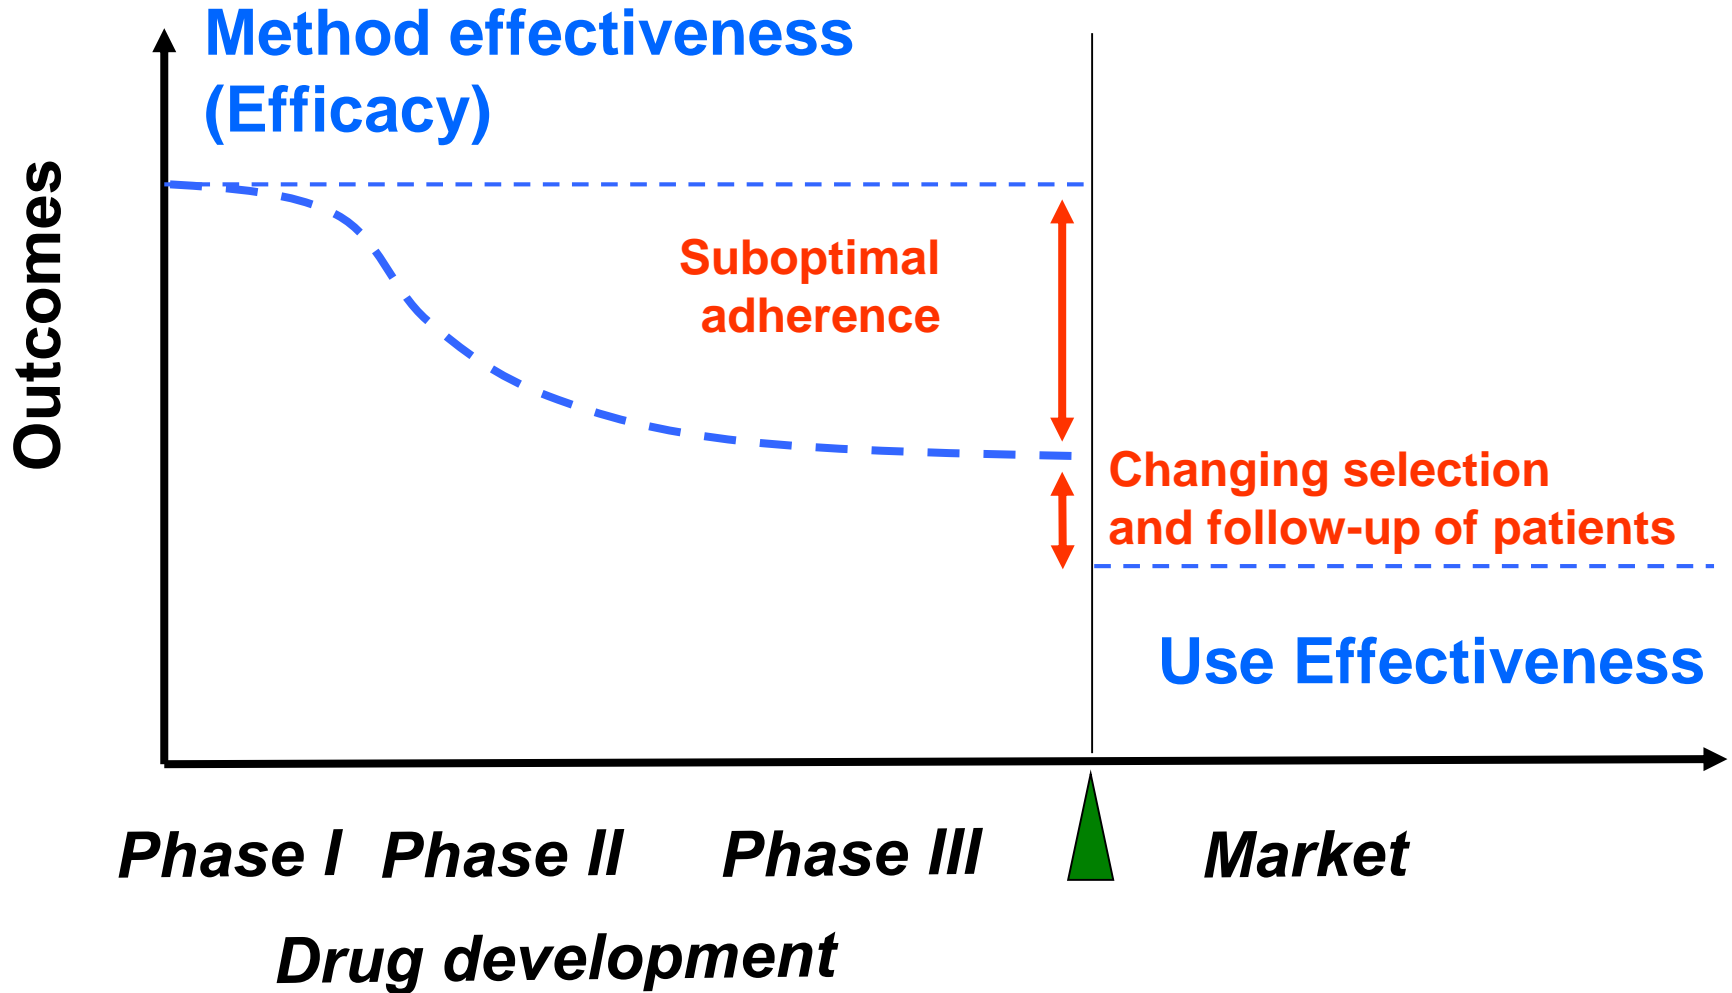 Method effectiveness
(Efficacy)
Outcomes
Suboptimal
adherence
Changing selection
and follow-up of patients
Use Effectiveness
Phase I Phase II Phase III Market
Drug development